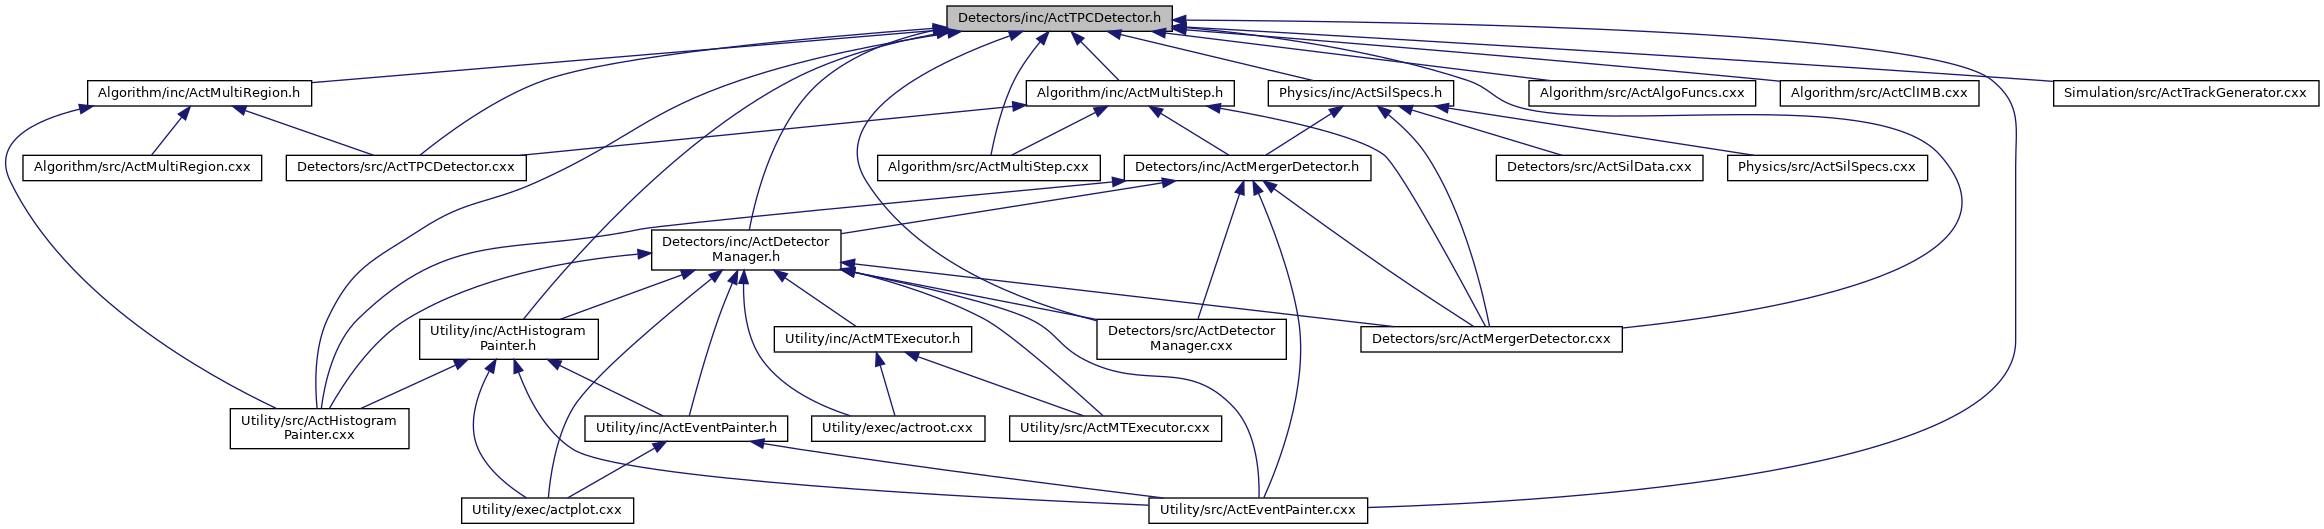 Detectors/inc/ActTPCDetector.h
Algorithm/inc/ActMultiRegion.h
Algorithm/inc/ActMultiStep.h
Physics/inc/ActSilSpecs.h
Algorithm/src/ActAlgoFuncs.cxx
Algorithm/src/ActClIMB.cxx
Simulation/src/ActTrackGenerator.cxx
Algorithm/src/ActMultiRegion.cxx
Detectors/src/ActTPCDetector.cxx
Algorithm/src/ActMultiStep.cxx
Detectors/inc/ActMergerDetector.h
Detectors/src/ActSilData.cxx
Physics/src/ActSilSpecs.cxx
Detectors/inc/ActDetector
Manager.h
Utility/inc/ActHistogram
Painter.h
Utility/inc/ActMTExecutor.h
Detectors/src/ActDetector
Manager.cxx
Detectors/src/ActMergerDetector.cxx
Utility/src/ActHistogram
Painter.cxx
Utility/inc/ActEventPainter.h
Utility/exec/actroot.cxx
Utility/src/ActMTExecutor.cxx
Utility/exec/actplot.cxx
Utility/src/ActEventPainter.cxx